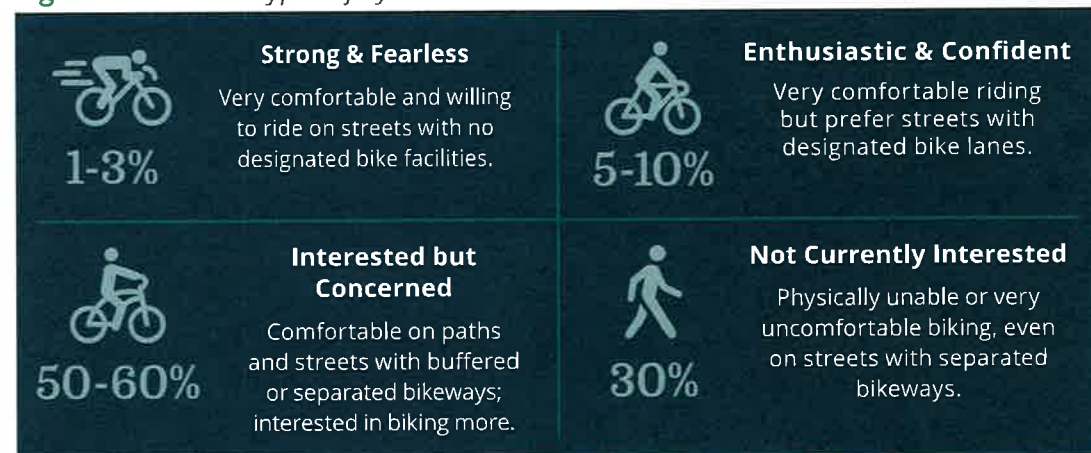 Strong & Fearless
Very comfortable and willing
to ride on streets with no
designated bike facilities.
1-3%
Enthusiastic & Confident
Very comfortable riding
but prefer streets with
designated bike lanes.
5-10%
Interested but
Concerned
Comfortable on paths
and streets with buffered
or separated bikeways;
interested in biking more.
50-60%
Not Currently Interested
Physically unable or very
uncomfortable biking, even
on streets with separated
bikeways.
30%